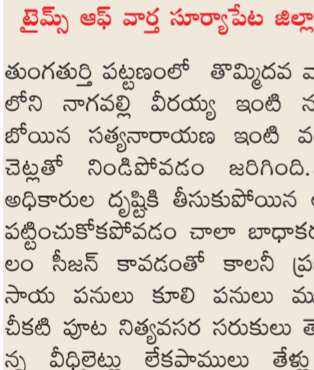 టైమ్స్ ఆఫ్ వార్త సూర్యాపేట జిల్లా
తుంగతుర్తి పట్టణంలో తొమ్మిదవ వ
లోని నాగవల్లి వీరయ్య ఇంటి న
బోయిన సత్యనారాయణ ఇంటి వ
చెట్లతో నిండిపోవడం జరిగింది.
అధికారుల దృష్టికి తీసుకుపోయిన
పట్టించుకోకపోవడం చాలా బాధాకర
లం సీజన్ కావడంతో కాలనీ ప్ర
సాయ పనులు కూలి పనులు ము
చీకటి పూట నిత్యవసర సరుకులు తె
న్న వీధిలైట్లు లేకపాములు తేళ్లు